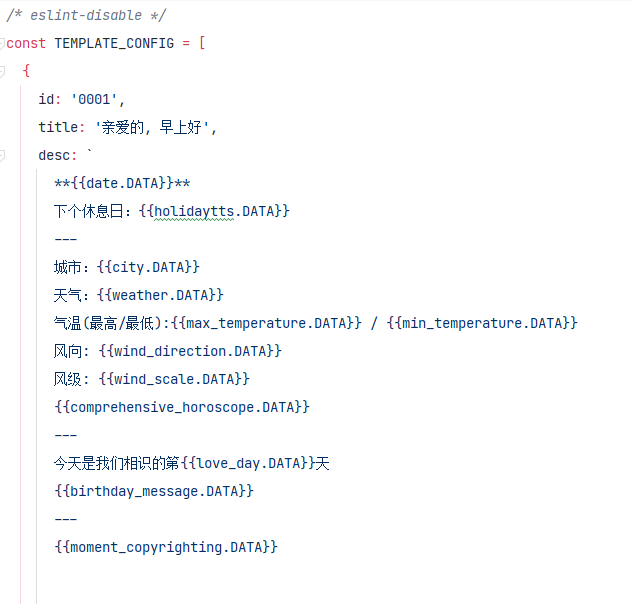 /* eslint-disable */
const TEMPLATE_CONFIG = [
{
id: '0001',
title: '亲爱的, 早上好',
desc: `
**{{date.DATA}}**
下个休息日：{{holidaytts.DATA}}
---
城市：{{city.DATA}}
天气：{{weather.DATA}}
气温(最高/最低):{{max_temperature.DATA}} / {{min_temperature.DATA}}
风向: {{wind_direction.DATA}}
风级: {{wind_scale.DATA}}
{{comprehensive_horoscope.DATA}}
---
今天是我们相识的第{{love_day.DATA}}天
{{birthday_message.DATA}}
---
{{moment_copyrighting.DATA}}